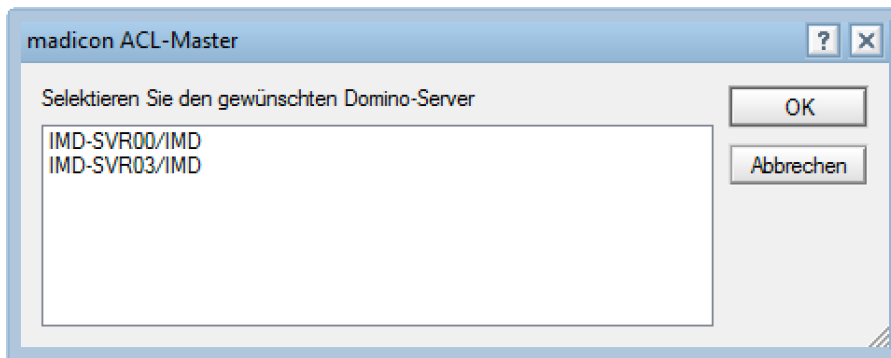 madicon ACL-Master
?
Selektieren Sie den gewünschten Domino-Server
OK
IMD-SVR00/IMD
IMD-SVR03/IMD
Abbrechen